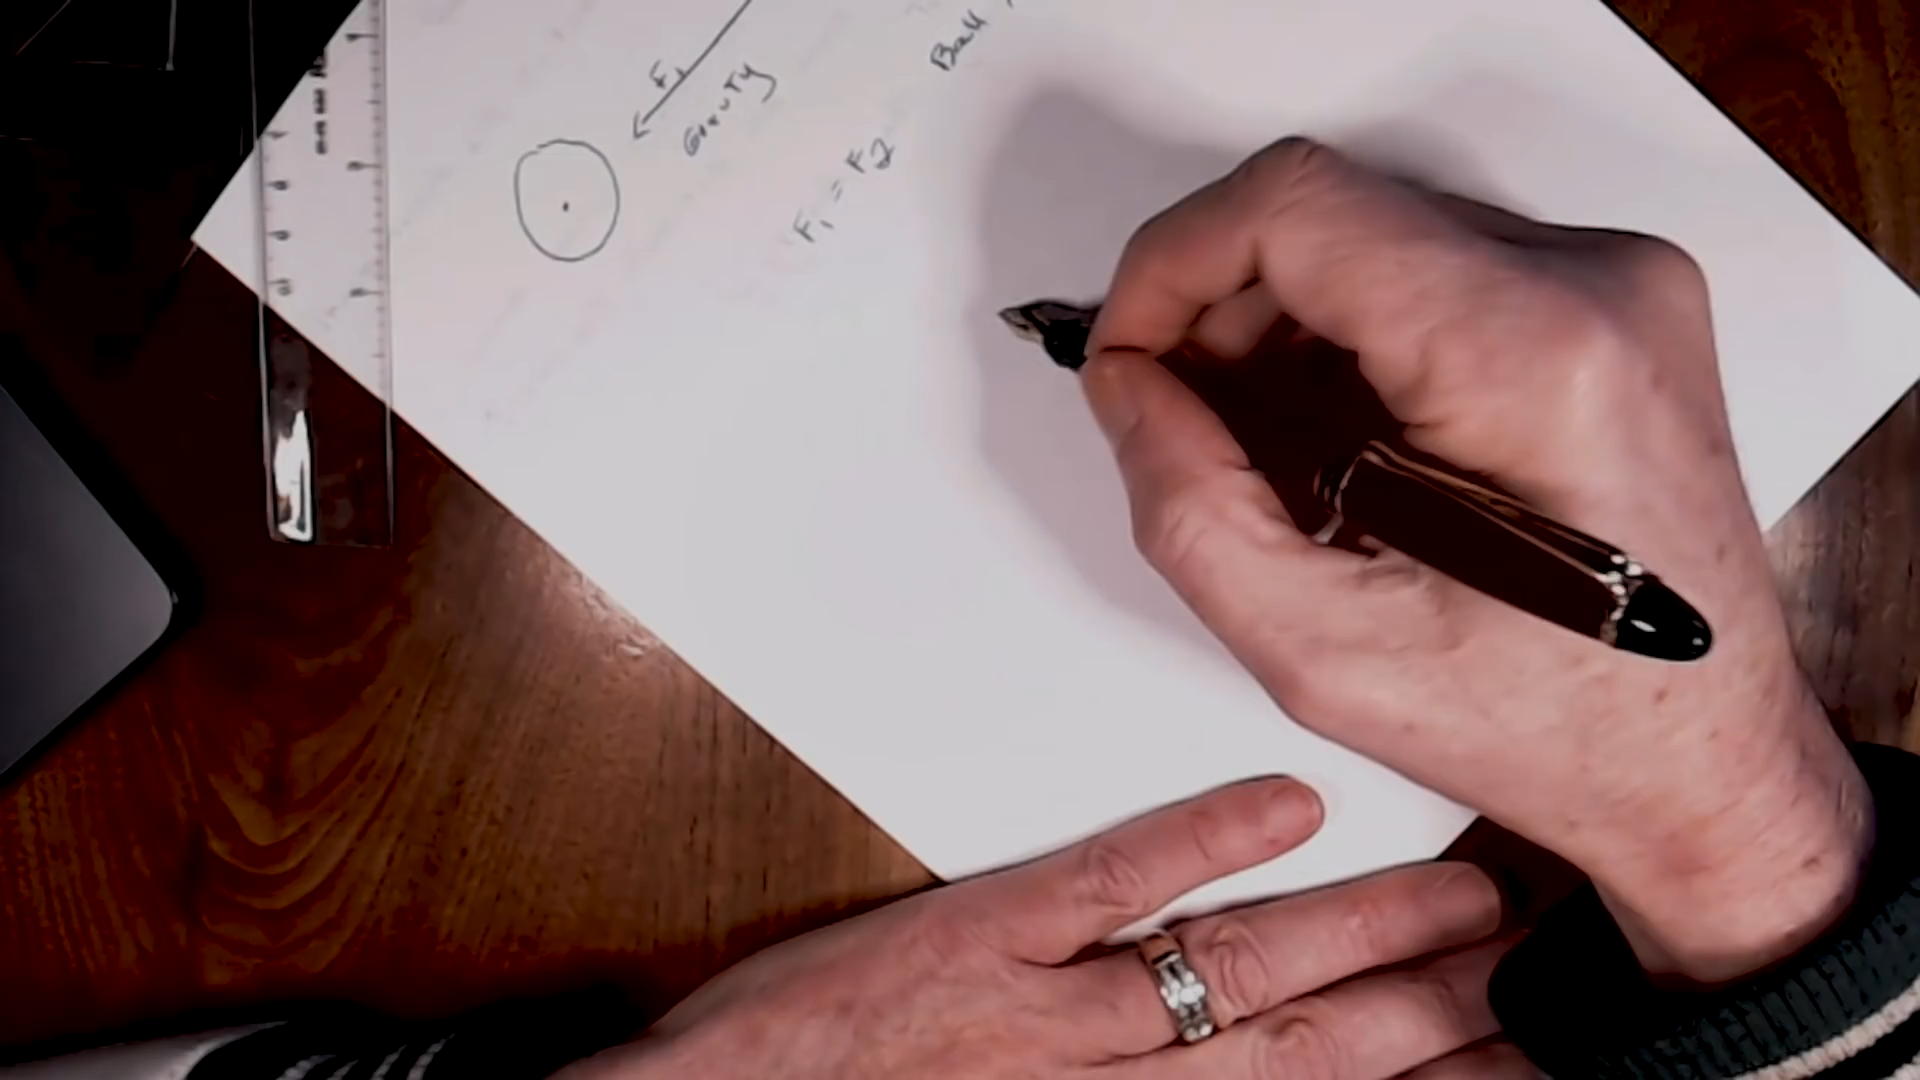 F₁
Gravity
F₁ = F₂
Ball